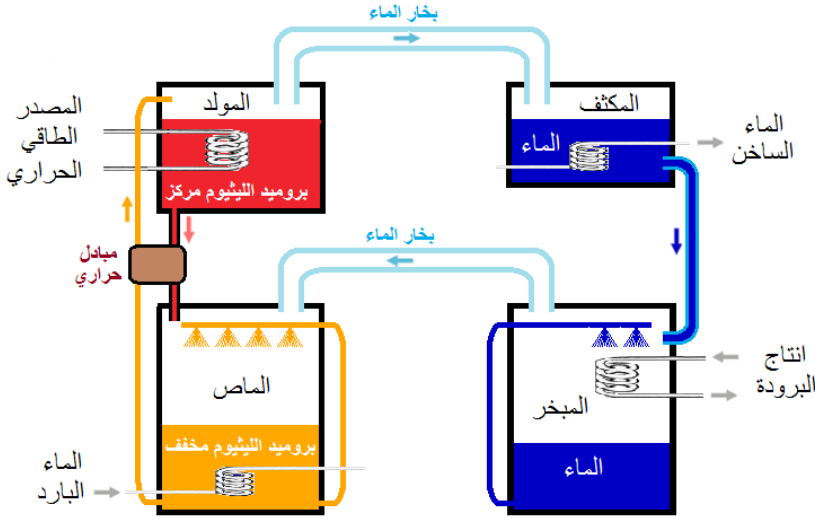 بخار الماء
المولد
المكثف
المصدر
الطاقي
الحراري
الماء
الماء
الساخن
بروميد الليثيوم مركز
بخار الماء
مبادل
حراري
انتاج
البرودة
الماص
المبخر
بروميد الليثيوم مخفف
الماء
الماء
البارد